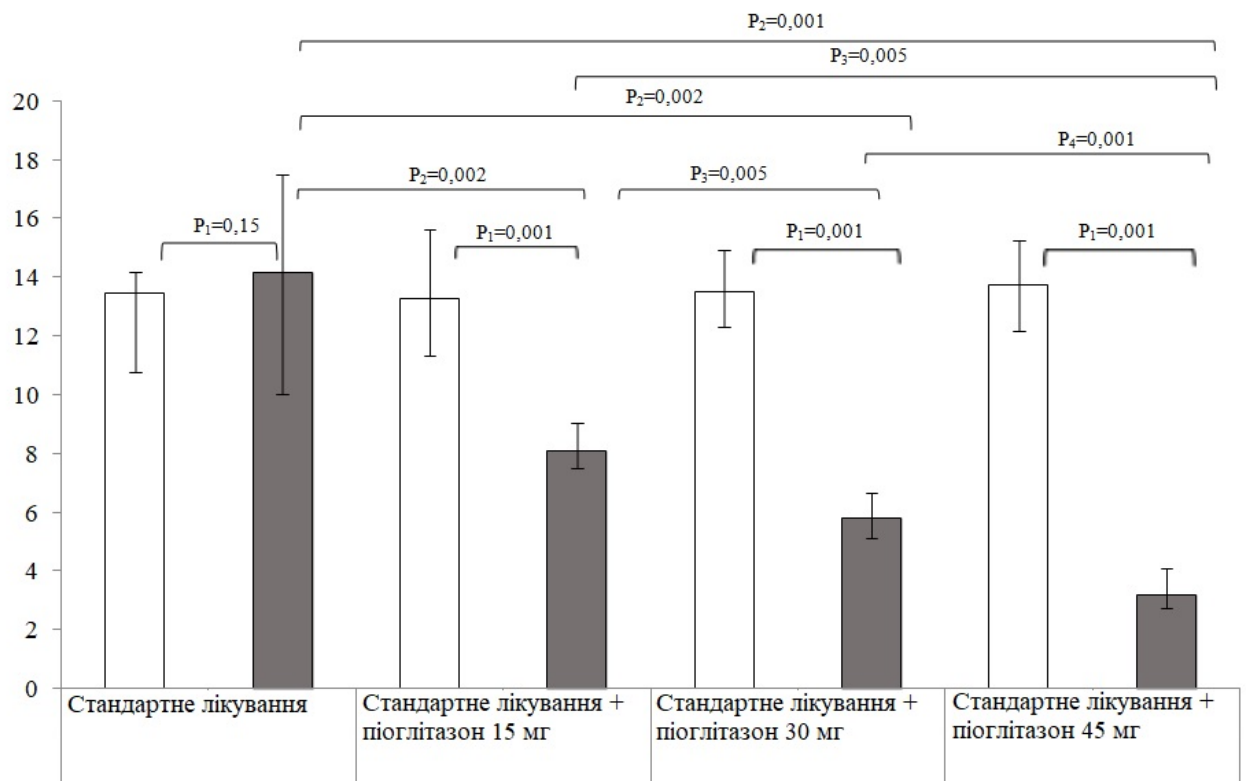 P₂=0,001
P₃=0,005
P₂=0,002
P₄=0,001
P₂=0,002
P₃=0,005
P₁=0,15
P₁=0,001
P₁=0,001
P₁=0,001
20
18
16
14
12
10
8
6
4
2
0
Стандартне лікування
Стандартне лікування +
піоглітазон 15 мг
Стандартне лікування +
піоглітазон 30 мг
Стандартне лікування +
піоглітазон 45 мг